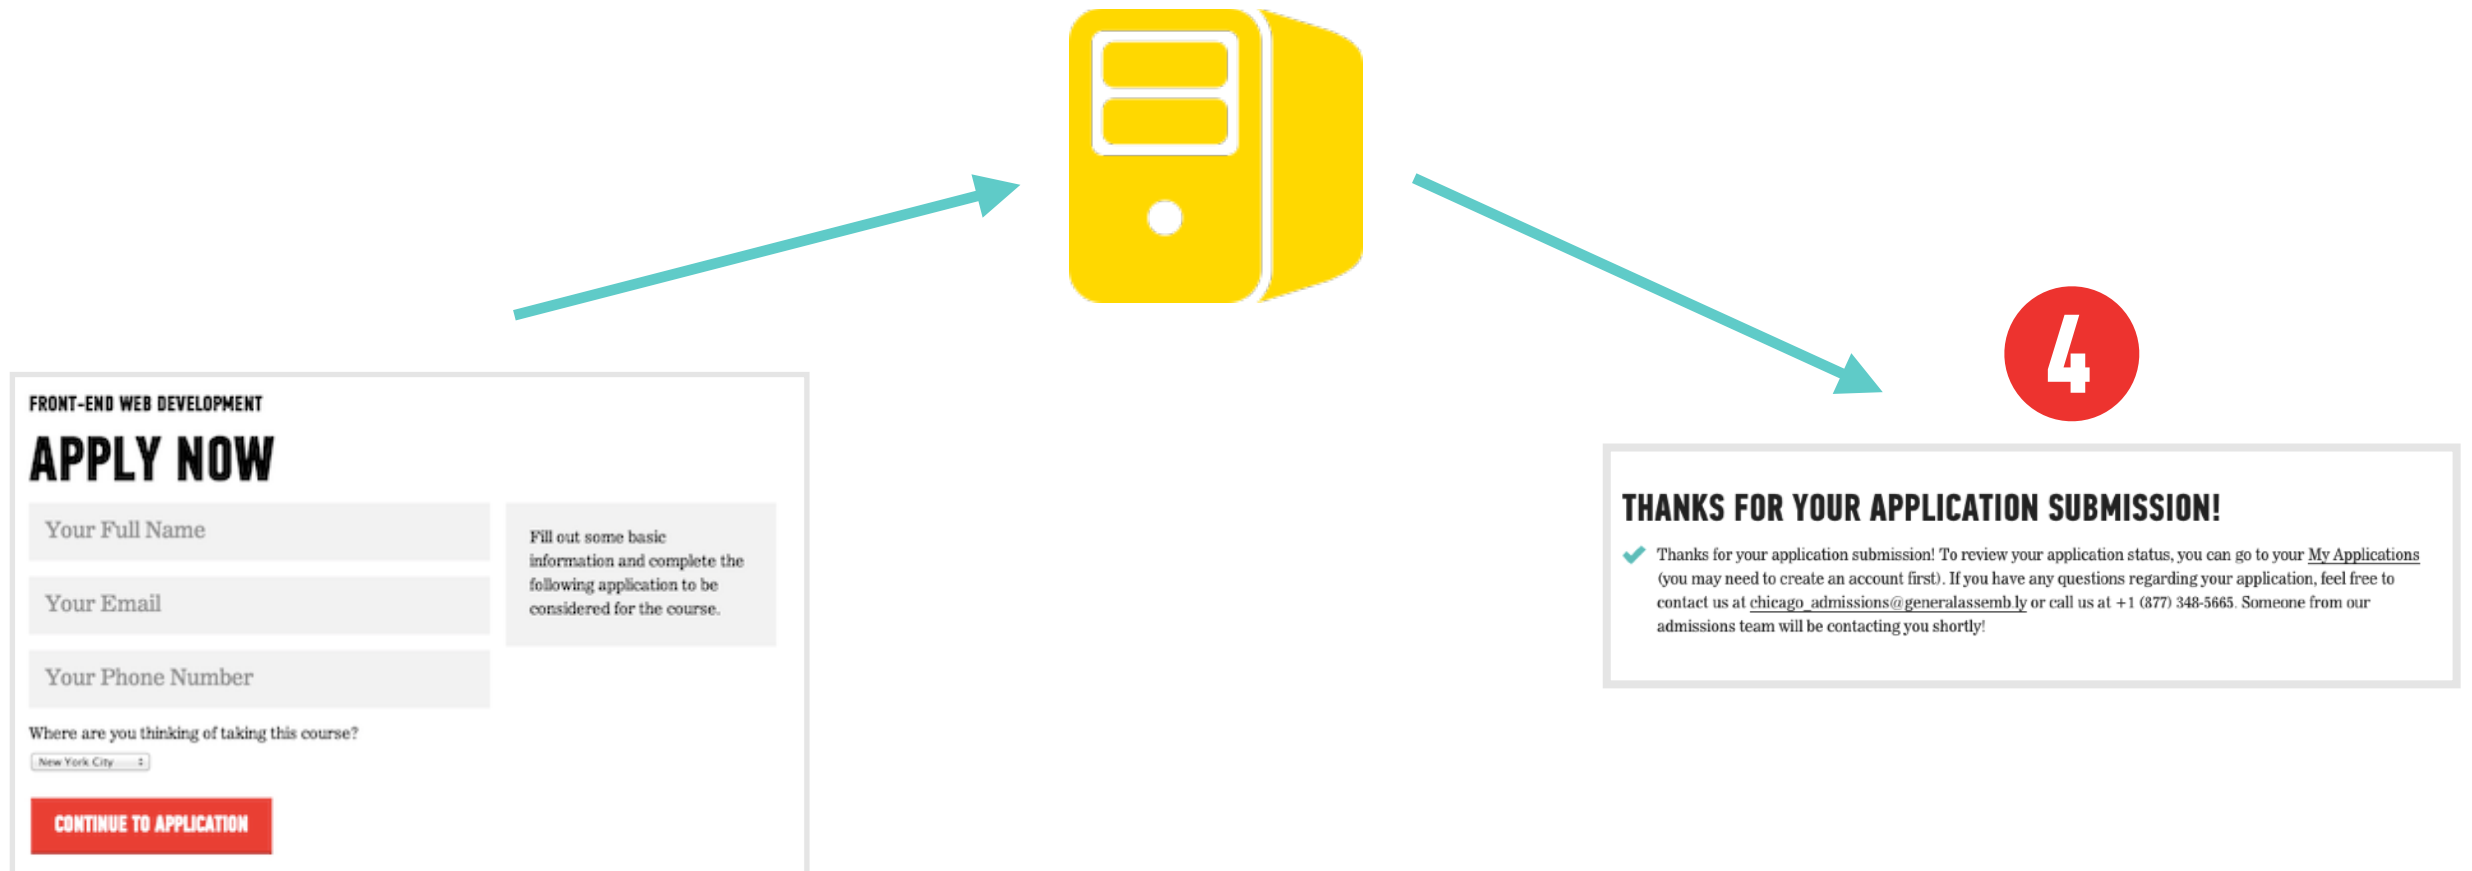 4
FRONT-END WEB DEVELOPMENT
APPLY NOW
Your Full Name
Your Email
Your Phone Number
Fill out some basic
information and complete the
following application to be
considered for the course.
Where are you thinking of taking this course?
New York City
CONTINUE TO APPLICATION
THANKS FOR YOUR APPLICATION SUBMISSION!
Thanks for your application submission! To review your application status, you can go to your My Applications
(you may need to create an account first). If you have any questions regarding your application, feel free to
contact us at chicago_admissions@generalassemb.ly or call us at +1 (877) 348-5665. Someone from our
admissions team will be contacting you shortly!